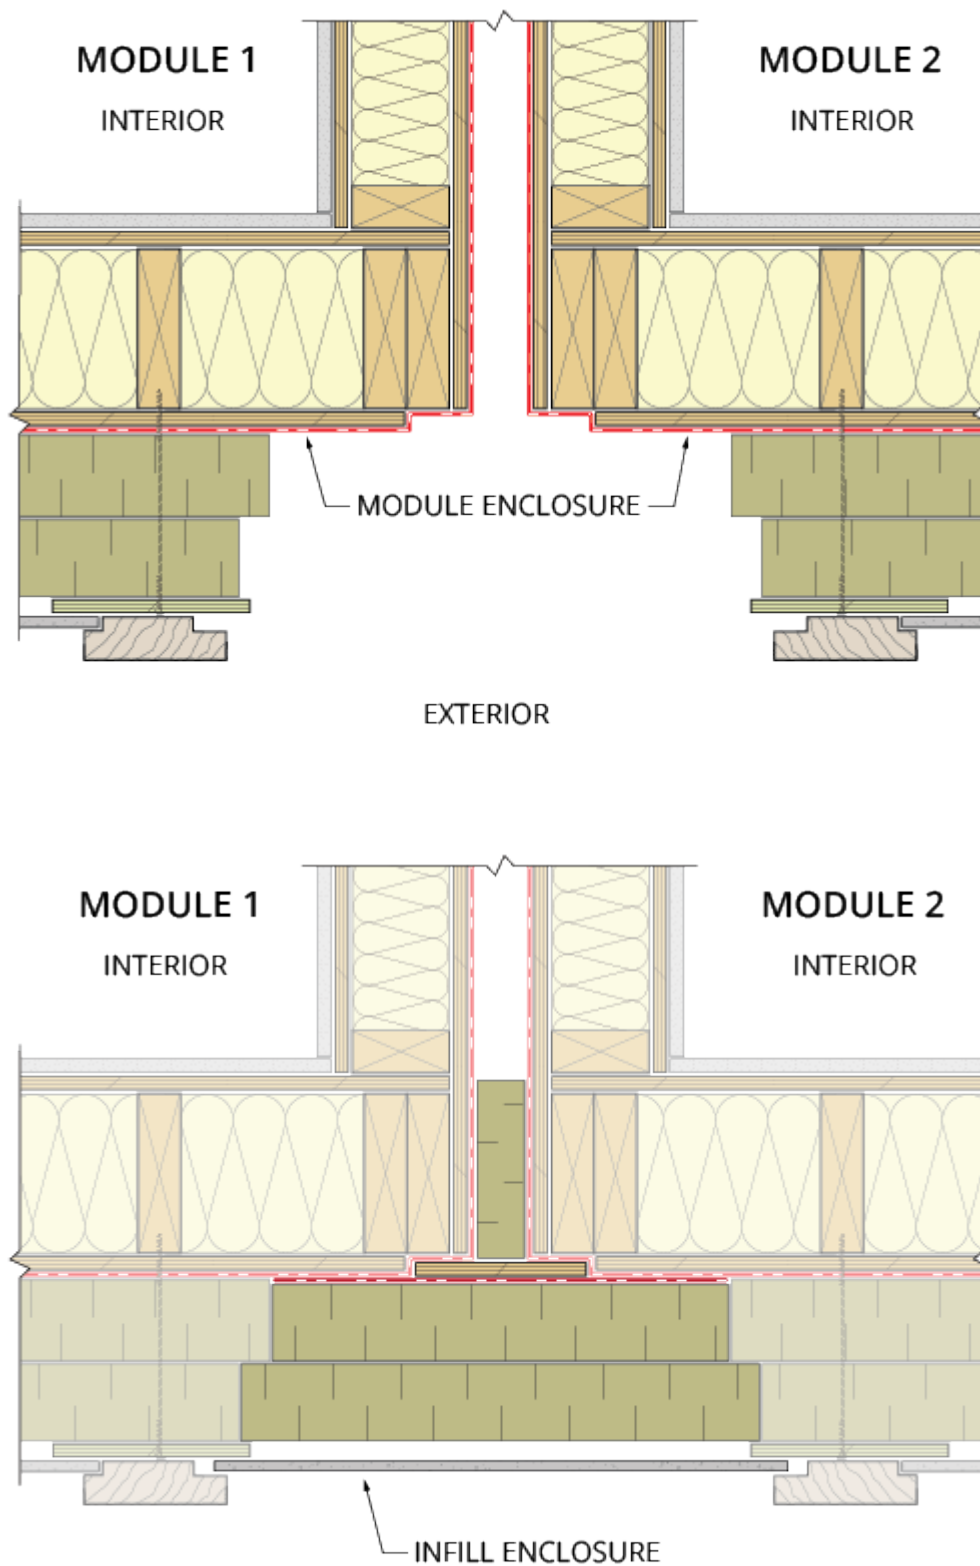 MODULE 1
MODULE 2
INTERIOR
INTERIOR
MODULE ENCLOSURE
EXTERIOR
MODULE 1
MODULE 2
INTERIOR
INTERIOR
INFILL ENCLOSURE